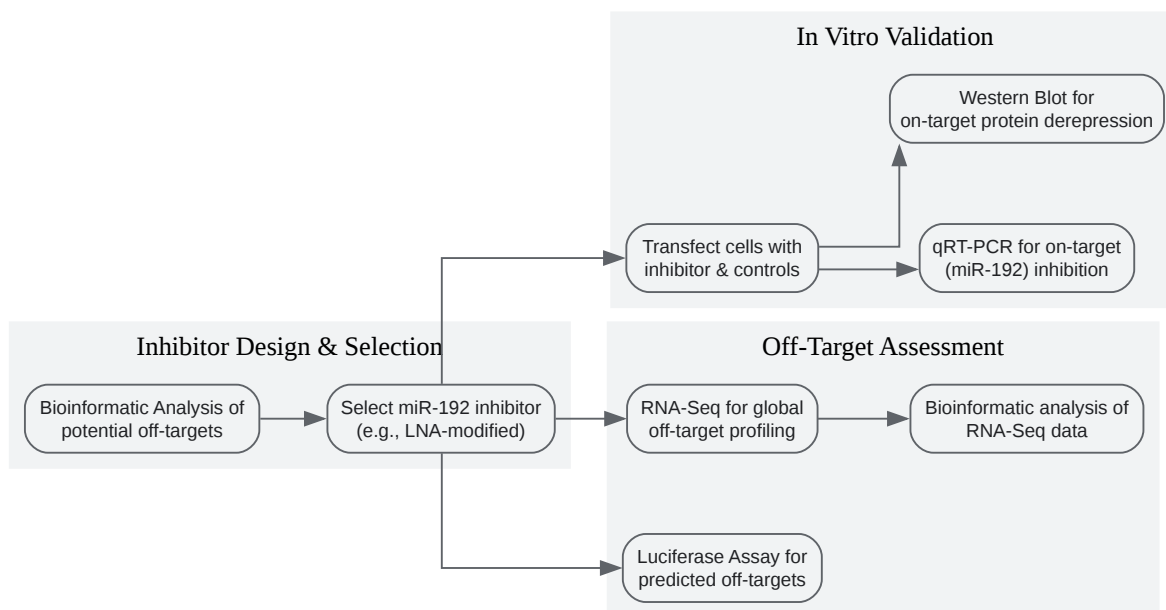 In Vitro Validation
Western Blot for
on-target protein derepression
Transfect cells with
inhibitor & controls
qRT-PCR for on-target
(miR-192) inhibition
Inhibitor Design & Selection
Bioinformatic Analysis of
potential off-targets
Select miR-192 inhibitor
(e.g., LNA-modified)
Off-Target Assessment
RNA-Seq for global
off-target profiling
Bioinformatic analysis of
RNA-Seq data
Luciferase Assay for
predicted off-targets